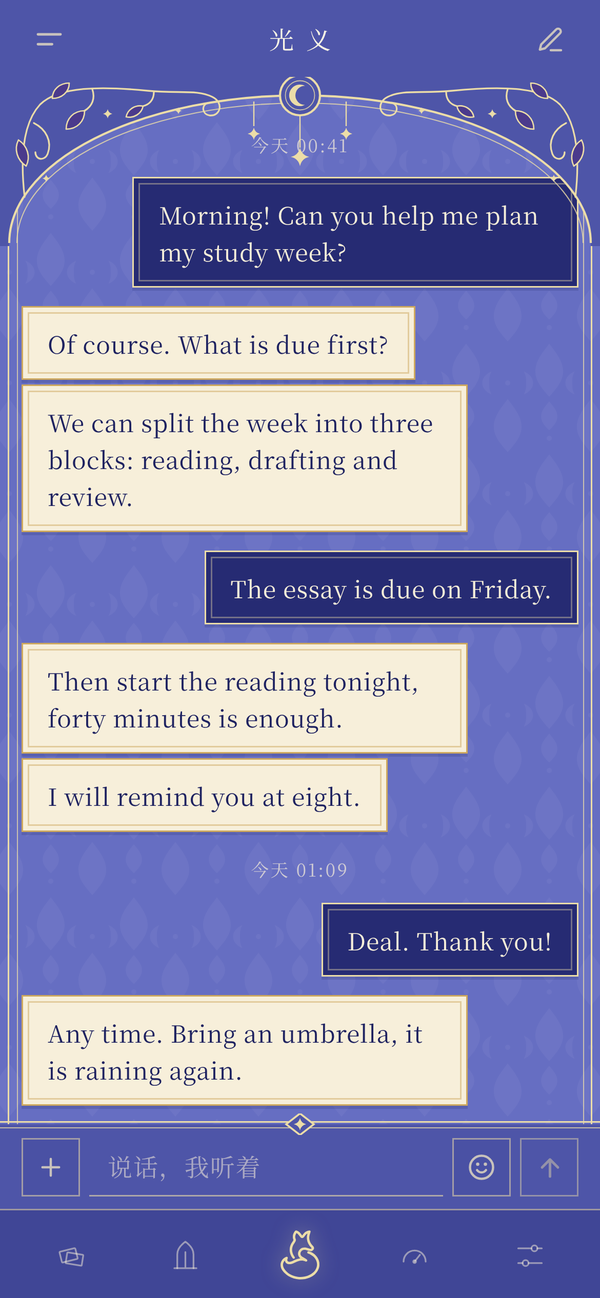 光 义
今天 00:41
Morning! Can you help me plan
my study week?
Of course. What is due first?
We can split the week into three
blocks: reading, drafting and
review.
The essay is due on Friday.
Then start the reading tonight,
forty minutes is enough.
I will remind you at eight.
今天 01:09
Deal. Thank you!
Any time. Bring an umbrella, it
is raining again.
说话，我听着